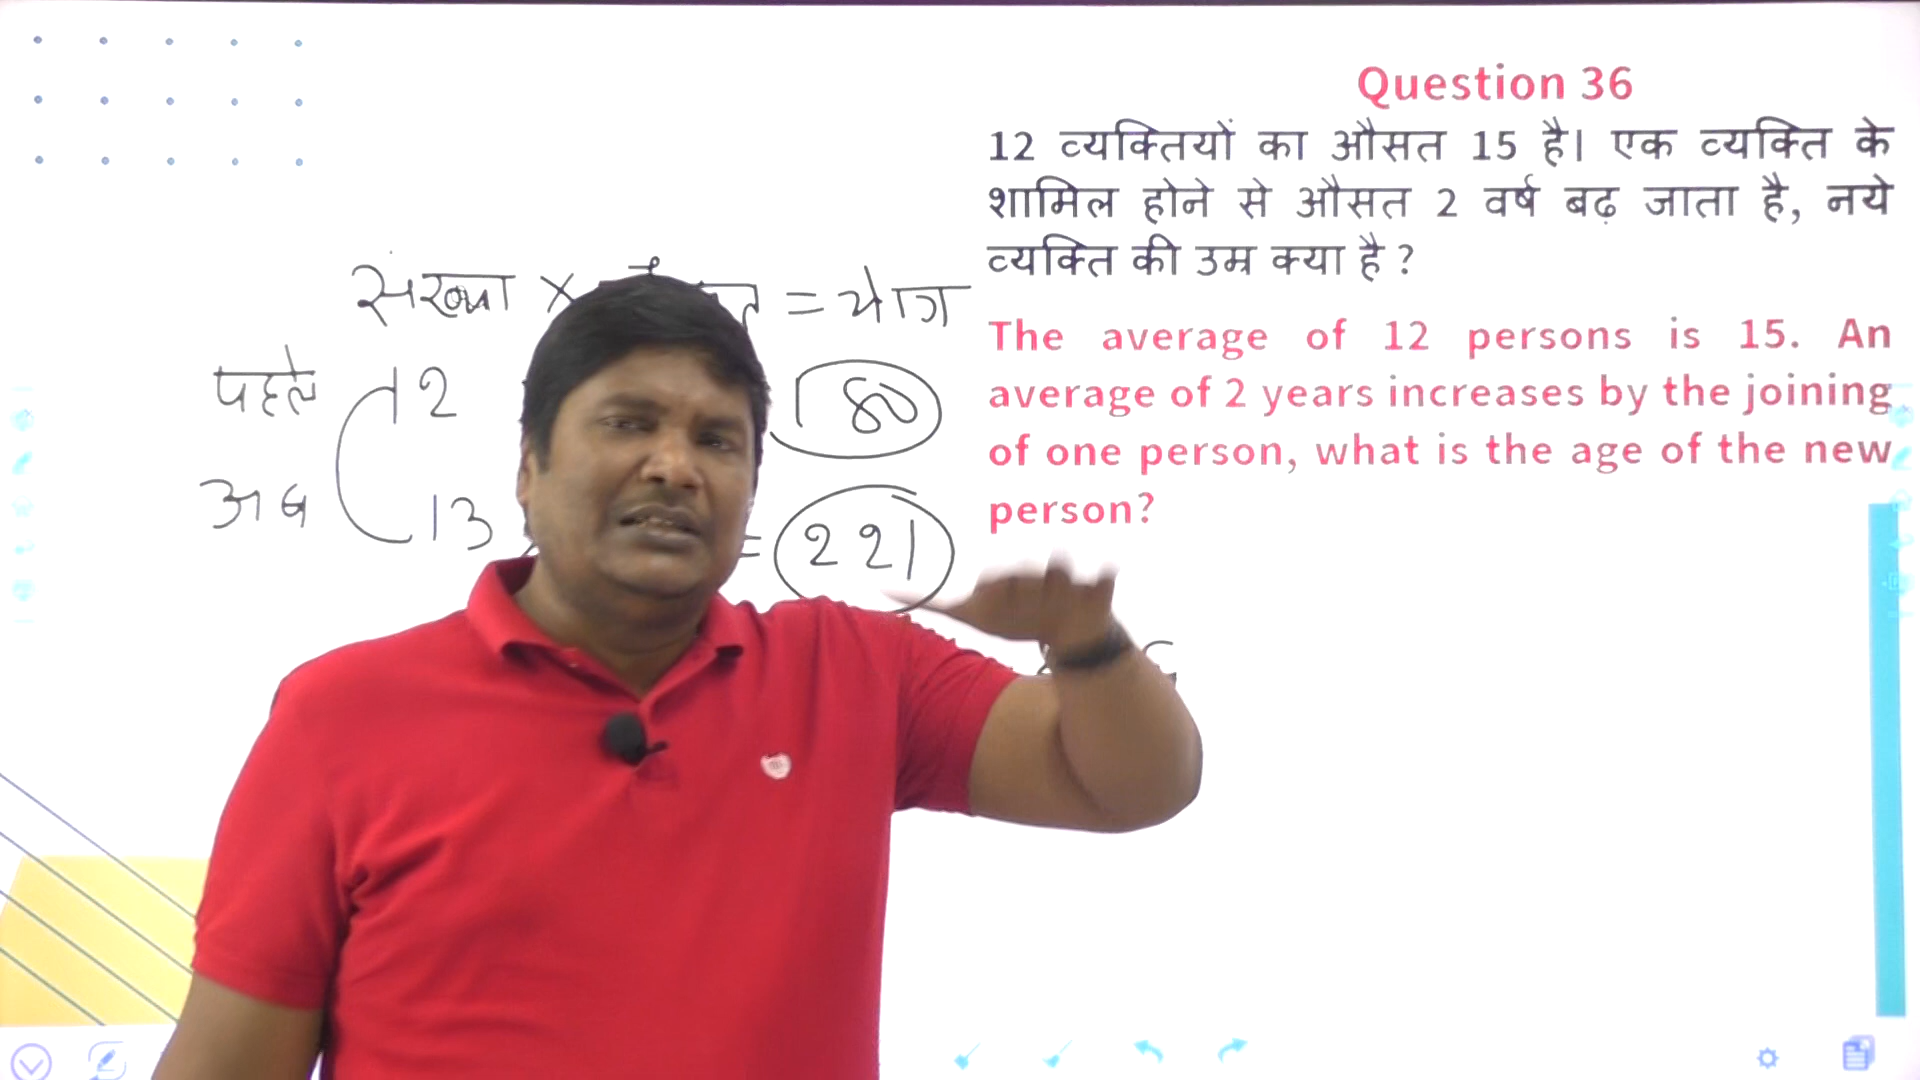 Question 36
12 व्यक्तियों का औसत 15 है। एक व्यक्ति के
शामिल होने से औसत 2 वर्ष बढ़ जाता है, नये
व्यक्ति की उम्र क्या है ?
The average of 12 persons is 15. An
average of 2 years increases by the joining
of one person, what is the age of the new
person?
संख्या × = योग
पहले 12 180
अब 13 = 221